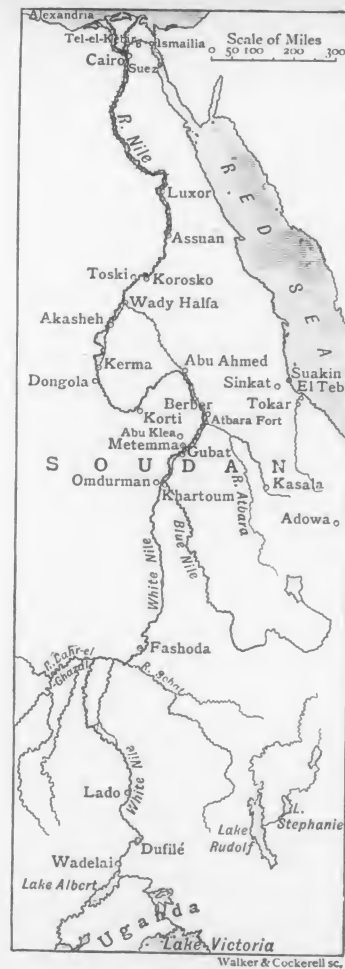 Alexandria
Tel-el-Kebir
Ismailia
Scale of Miles
0 50 100 200 300
Cairo
Suez
R. Nile
RED SEA
Luxor
Assuan
Toski
Korosko
Wady Halfa
Akasheh
Kerma
Abu Ahmed
Suakin
Dongola
Sinkat
El Teb
Berber
Tokar
Korti
Atbara Fort
Abu Klea
Metemma
Gubat
SOUDAN
Omdurman
Kasala
Khartoum
R. Atbara
Adowa
White Nile
Blue Nile
Fashoda
R. Bahr-el
Ghazal
R. Sobat
White Nile
Lado
L.
Stephanie
Dufilé
Lake
Rudolf
Wadelai
Lake Albert
Uganda
Lake Victoria
Walker & Cockerell sc.